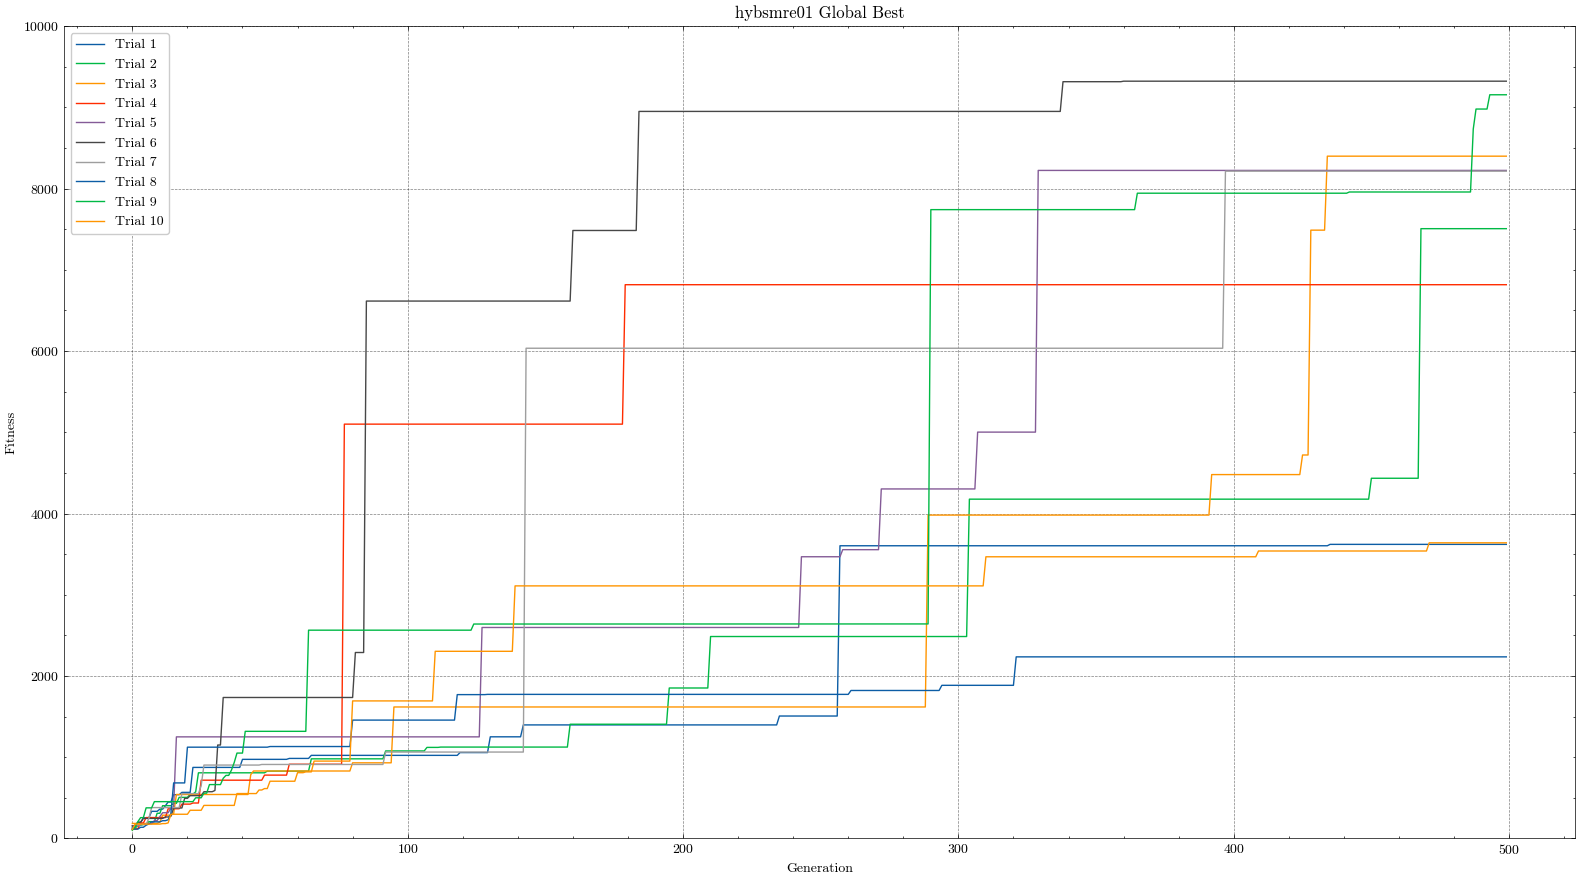 hybsmre01 Global Best
10000
8000
6000
4000
2000
0
Fitness
Trial 1
Trial 2
Trial 3
Trial 4
Trial 5
Trial 6
Trial 7
Trial 8
Trial 9
Trial 10
0 100 200 300 400 500
Generation